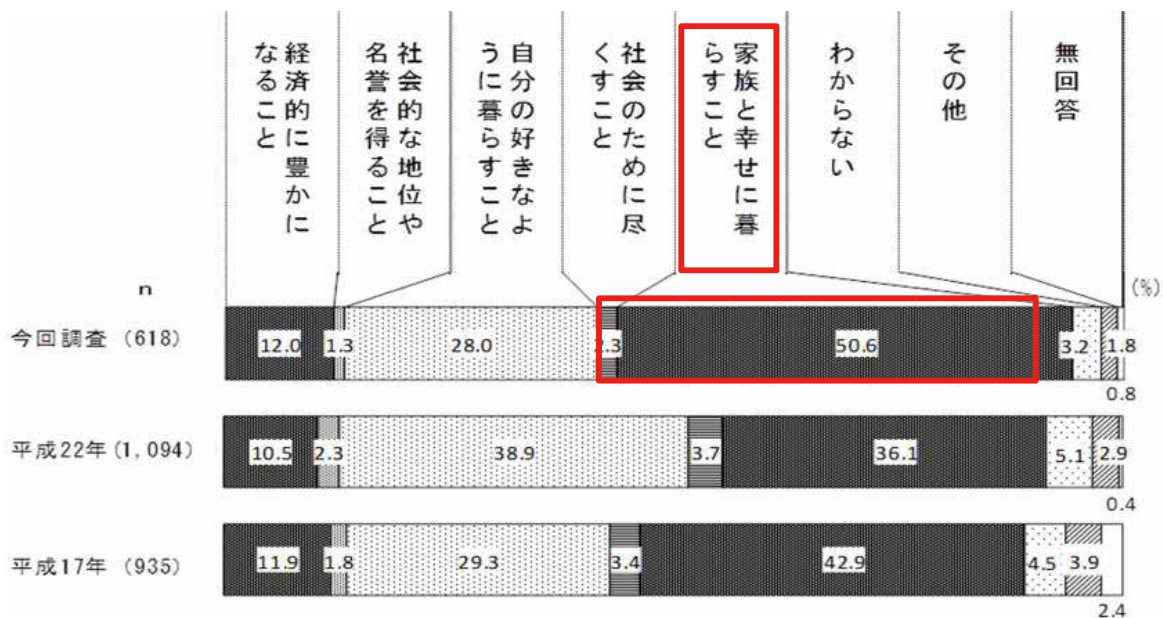 経済的に豊かに
なること
社会的な地位や
名誉を得ること
自分の好きなよ
うに暮らすこと
社会のために尽
くすこと
家族と幸せに暮
らすこと
わからない
その他
無回答
n
(%)
今回調査 (618)
12.0 1.3 28.0 2.3 50.6 3.2 1.8
0.8
平成22年(1,094)
10.5 2.3 38.9 3.7 36.1 5.1 2.9
0.4
平成17年 (935)
11.9 1.8 29.3 3.4 42.9 4.5 3.9
2.4